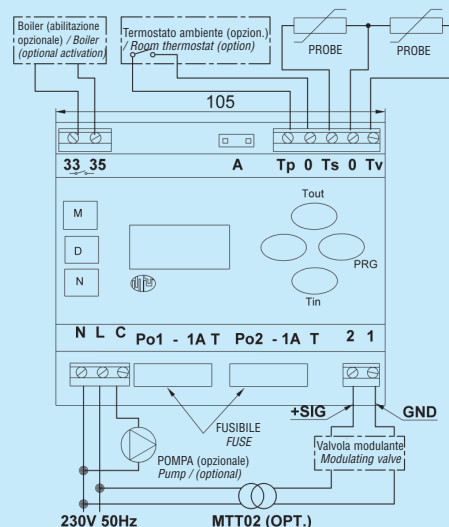 Boiler (abilitazione
opzionale) / Boiler
(optional activation)
Termostato ambiente (opzion.)
/ Room thermostat (option)
PROBE
PROBE
105
33 35
A
Tp 0 Ts 0 Tv
Tout
M
D
N
PRG
Tin
N L C Po1 - 1A T Po2 - 1A T 2 1
FUSIBILE
FUSE
+SIG
GND
POMPA (opzionale)
Pump / (optional)
Valvola modulante
Modulating valve
230V 50Hz
MTT02 (OPT.)